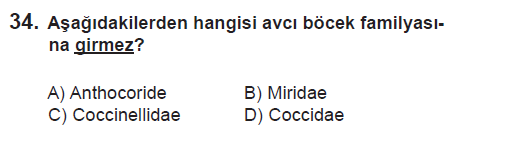 34. Aşağıdakilerden hangisi avcı böcek familyası-
na girmez?
A) Anthocoride B) Miridae
C) Coccinellidae D) Coccidae